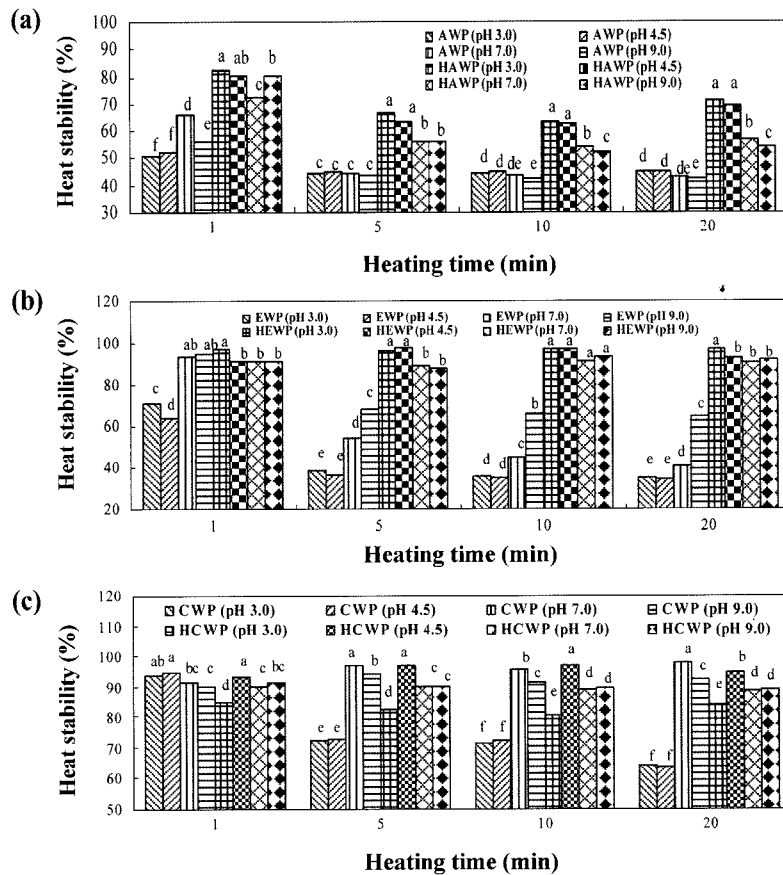 (a)
100
90
80
70
60
50
40
30
Heat stability (%)
AWP (pH 3.0) AWP (pH 4.5)
AWP (pH 7.0) AWP (pH 9.0)
HAWP (pH 3.0) HAWP (pH 4.5)
HAWP (pH 7.0) HAWP (pH 9.0)
f f d e a ab c b
c c c c a a b b
d d de e a a b c
d d de e a a b c
1 5 10 20
Heating time (min)
(b)
120
100
80
60
40
20
Heat stability (%)
EWP (pH 3.0) EWP (pH 4.5) EWP (pH 7.0) EWP (pH 9.0)
HEWP (pH 3.0) HEWP (pH 4.5) HEWP (pH 7.0) HEWP (pH 9.0)
c d ab ab a b b b
e e d c a a b b
d d c b a a a a
e e d c a b b b
1 5 10 20
Heating time (min)
(c)
120
110
100
90
80
70
60
50
Heat stability (%)
CWP (pH 3.0) CWP (pH 4.5) CWP (pH 7.0) CWP (pH 9.0)
HCWP (pH 3.0) HCWP (pH 4.5) HCWP (pH 7.0) HCWP (pH 9.0)
ab a bc c d a c bc
e e a b d a c c
f f b c e a d d
f f a c e b d d
1 5 10 20
Heating time (min)